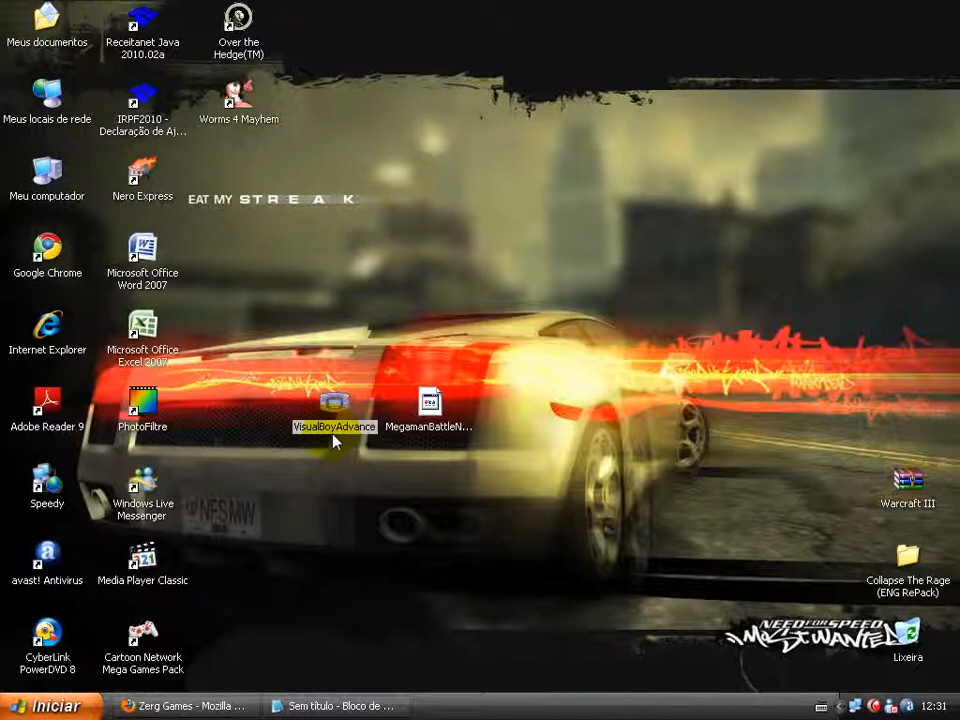 Meus documentos
Receitanet Java
2010.02a
Over the
Hedge(TM)
Meus locais de rede
IRPF2010 -
Declaração de Aj...
Worms 4 Mayhem
Meu computador
Nero Express
EAT MY STREAK
Google Chrome
Microsoft Office
Word 2007
Internet Explorer
Microsoft Office
Excel 2007
Adobe Reader 9
PhotoFiltre
VisualBoyAdvance
MegamanBattleN...
Speedy
Windows Live
Messenger
NFSMW
Warcraft III
avast! Antivirus
Media Player Classic
Collapse The Rage
(ENG RePack)
CyberLink
PowerDVD 8
Cartoon Network
Mega Games Pack
NEED FOR SPEED
MOST WANTED
Lixeira
Iniciar
Zerg Games - Mozilla ...
Sem título - Bloco de ...
12:31